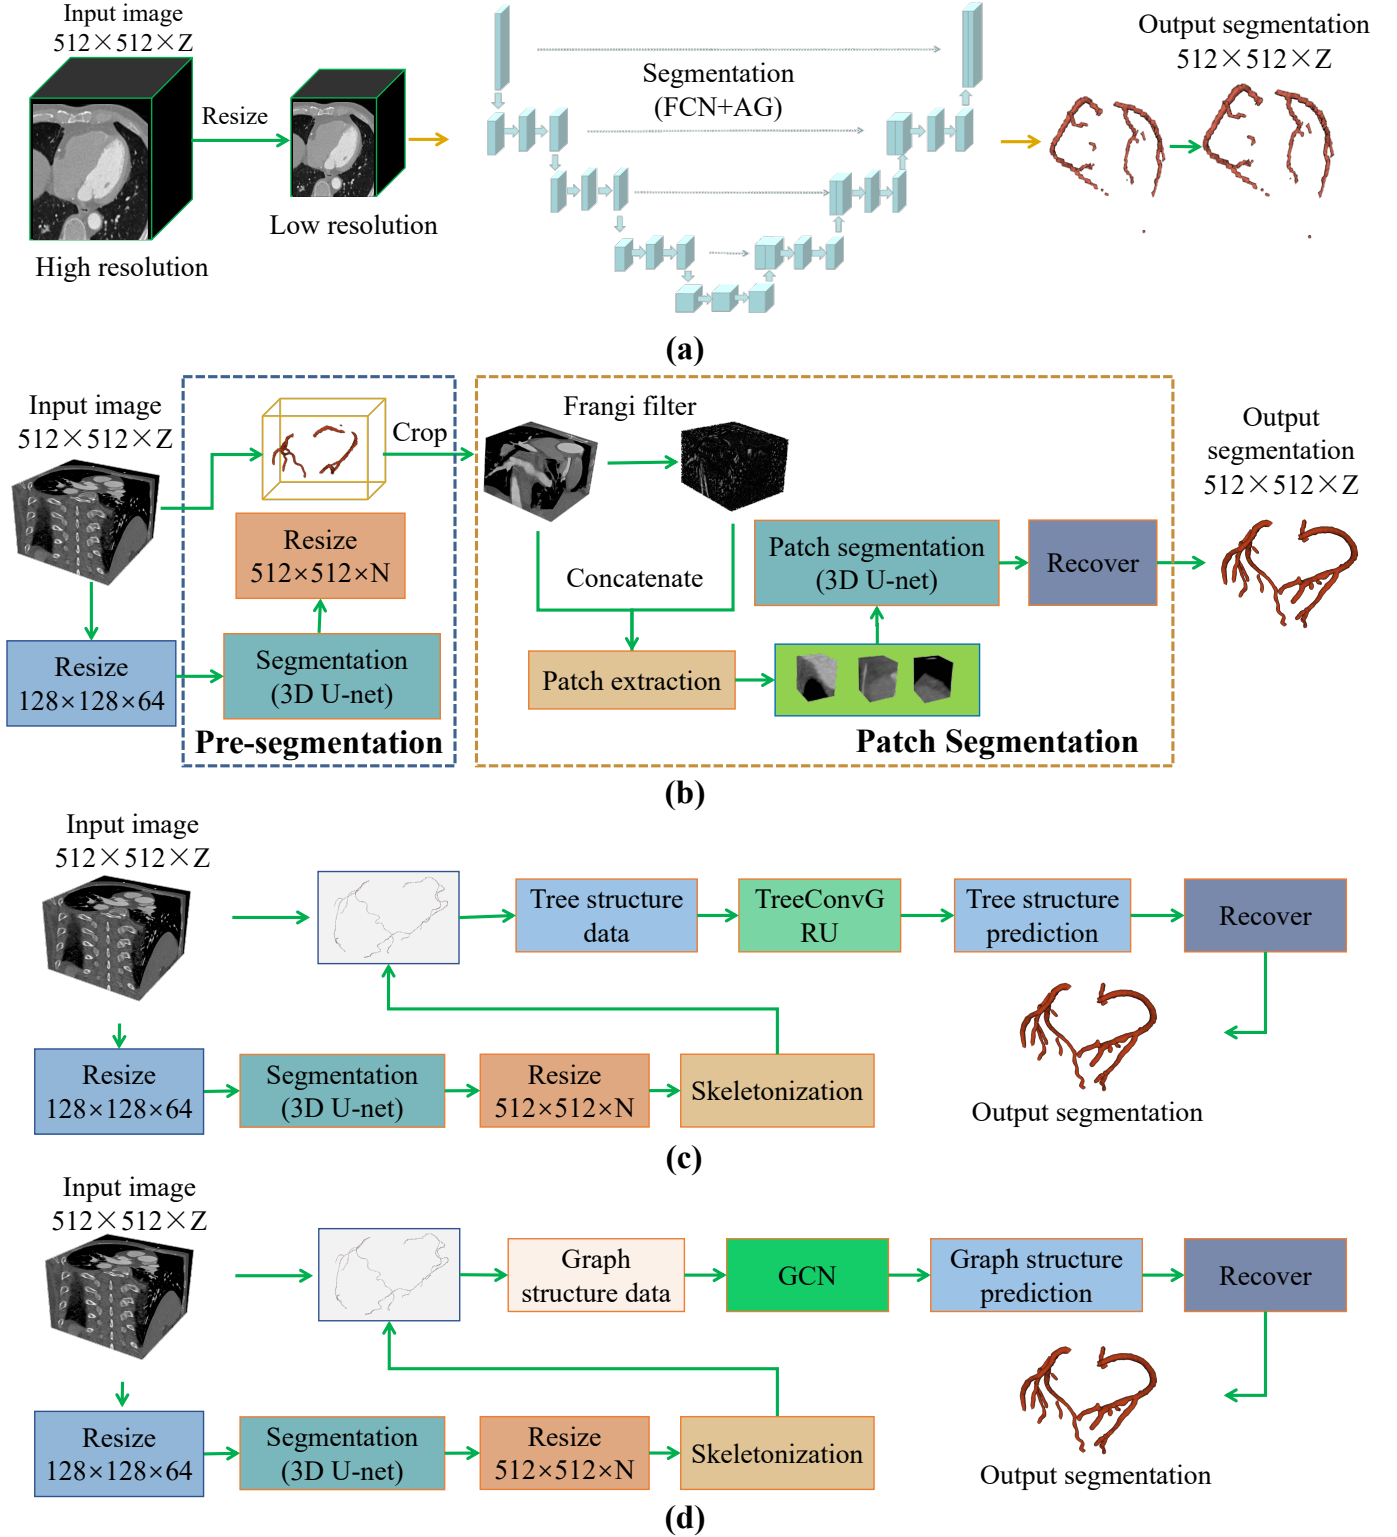 Input image
512×512×Z
Resize
High resolution
Low resolution
Segmentation
(FCN+AG)
Output segmentation
512×512×Z
(a)
Input image
512×512×Z
Resize
128×128×64
Crop
Resize
512×512×N
Segmentation
(3D U-net)
Pre-segmentation
Frangi filter
Concatenate
Patch extraction
Patch segmentation
(3D U-net)
Recover
Patch Segmentation
Output
segmentation
512×512×Z
(b)
Input image
512×512×Z
Tree structure
data
TreeConvG
RU
Tree structure
prediction
Recover
Resize
128×128×64
Segmentation
(3D U-net)
Resize
512×512×N
Skeletonization
Output segmentation
(c)
Input image
512×512×Z
Graph
structure data
GCN
Graph structure
prediction
Recover
Resize
128×128×64
Segmentation
(3D U-net)
Resize
512×512×N
Skeletonization
Output segmentation
(d)